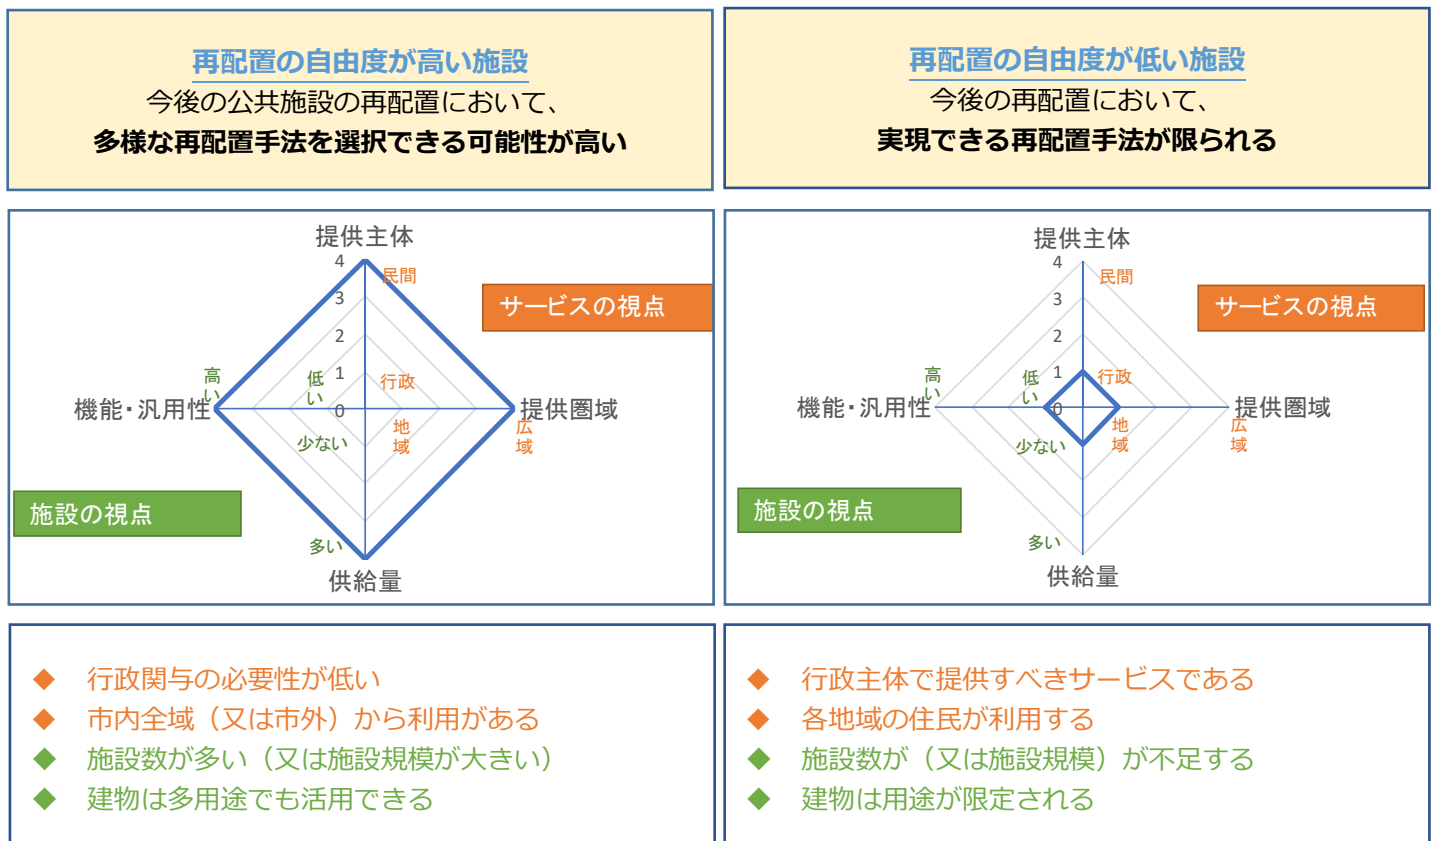 再配置の自由度が高い施設
今後の公共施設の再配置において、
多様な再配置手法を選択できる可能性が高い
再配置の自由度が低い施設
今後の再配置において、
実現できる再配置手法が限られる
提供主体
4
民間
3
サービスの視点
2
高い
低い
1
行政
機能・汎用性
0
提供圏域
地域
広域
少ない
施設の視点
多い
供給量
提供主体
4
民間
3
サービスの視点
2
高い
低い
1
行政
機能・汎用性
0
提供圏域
地域
広域
少ない
施設の視点
多い
供給量
◆ 行政関与の必要性が低い
◆ 市内全域（又は市外）から利用がある
◆ 施設数が多い（又は施設規模が大きい）
◆ 建物は多用途でも活用できる
◆ 行政主体で提供すべきサービスである
◆ 各地域の住民が利用する
◆ 施設数が（又は施設規模）が不足する
◆ 建物は用途が限定される